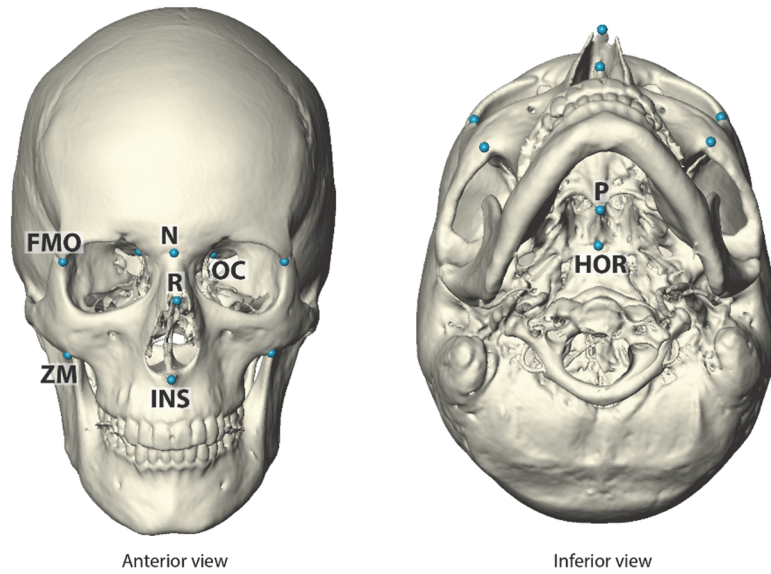 N
FMO
OC
R
ZM
INS
P
HOR
Anterior view
Inferior view